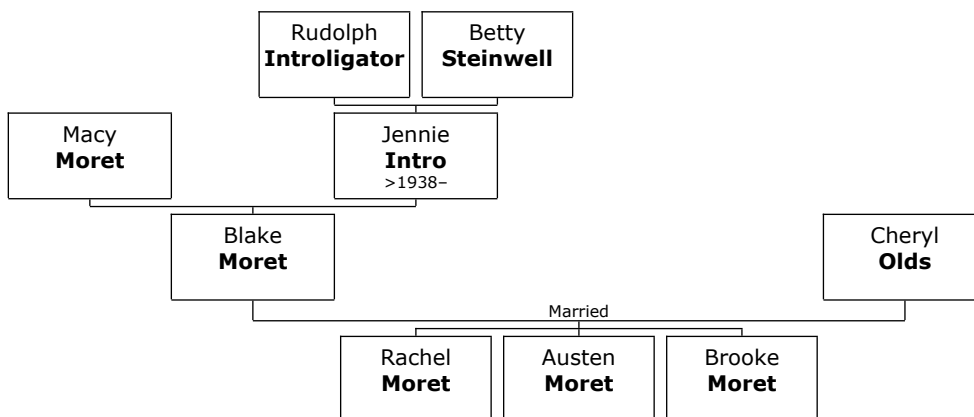 Rudolph
Introligator
Betty
Steinwell
Macy
Moret
Jennie
Intro
>1938–
Blake
Moret
Cheryl
Olds
Married
Rachel
Moret
Austen
Moret
Brooke
Moret